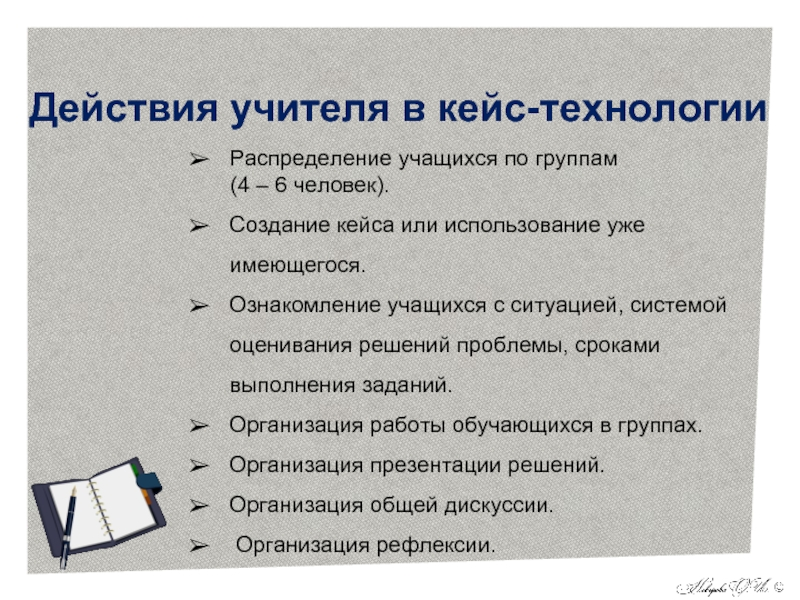 Действия учителя в кейс-технологии
➢ Распределение учащихся по группам
(4 – 6 человек).
➢ Создание кейса или использование уже
имеющегося.
➢ Ознакомление учащихся с ситуацией, системой
оценивания решений проблемы, сроками
выполнения заданий.
➢ Организация работы обучающихся в группах.
➢ Организация презентации решений.
➢ Организация общей дискуссии.
➢ Организация рефлексии.
©